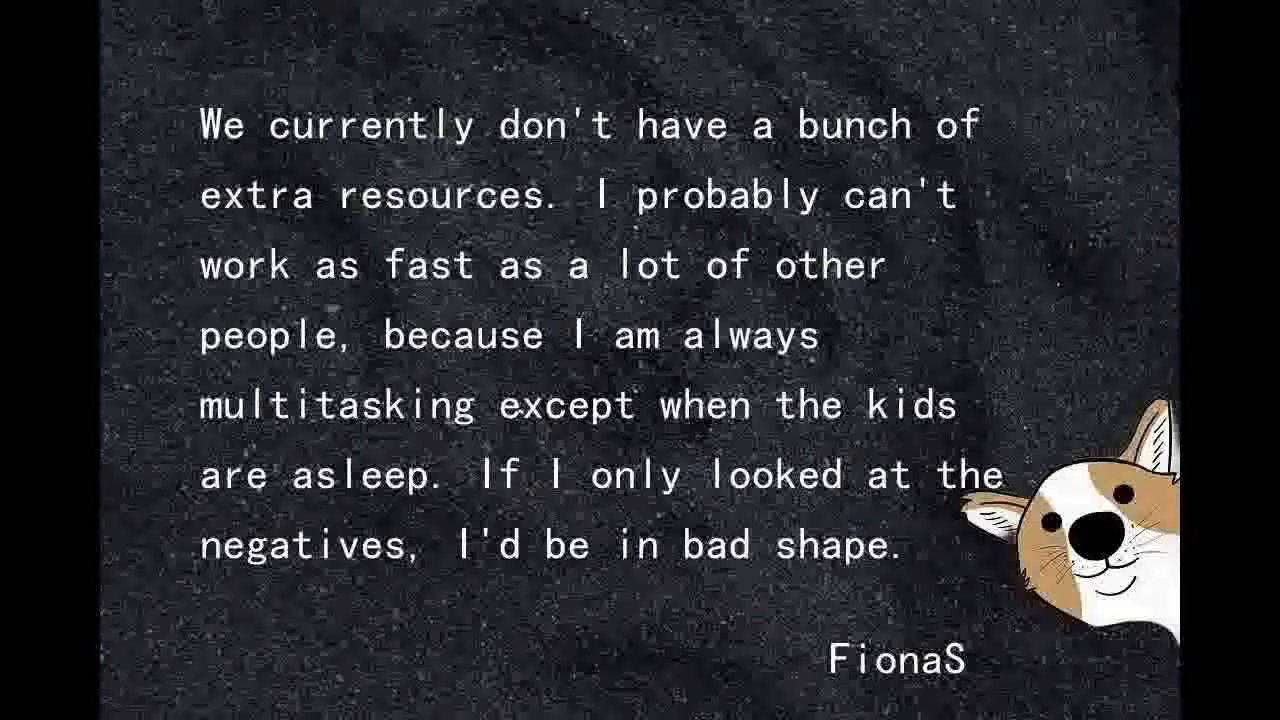 We currently don't have a bunch of
extra resources. I probably can't
work as fast as a lot of other
people, because I am always
multitasking except when the kids
are asleep. If I only looked at the
negatives, I'd be in bad shape.
FionaS